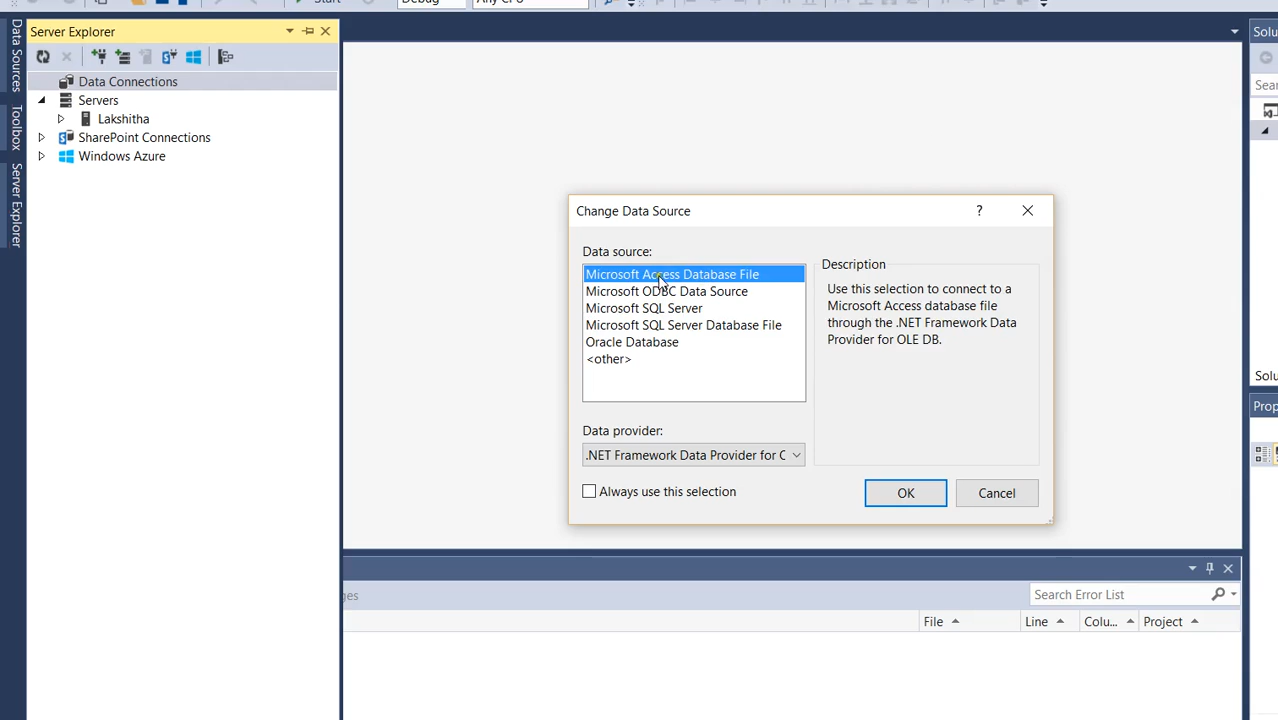 Start
Debug
Any CPU
Data Sources
Toolbox
Server Explorer
Server Explorer
Data Connections
Servers
Lakshitha
SharePoint Connections
Windows Azure
Change Data Source
?
Data source:
Microsoft Access Database File
Microsoft ODBC Data Source
Microsoft SQL Server
Microsoft SQL Server Database File
Oracle Database
<other>
Description
Use this selection to connect to a
Microsoft Access database file
through the .NET Framework Data
Provider for OLE DB.
Data provider:
.NET Framework Data Provider for O
Always use this selection
OK
Cancel
ges
Search Error List
File
Line
Colu...
Project
Solu
Sear
Solu
Prop